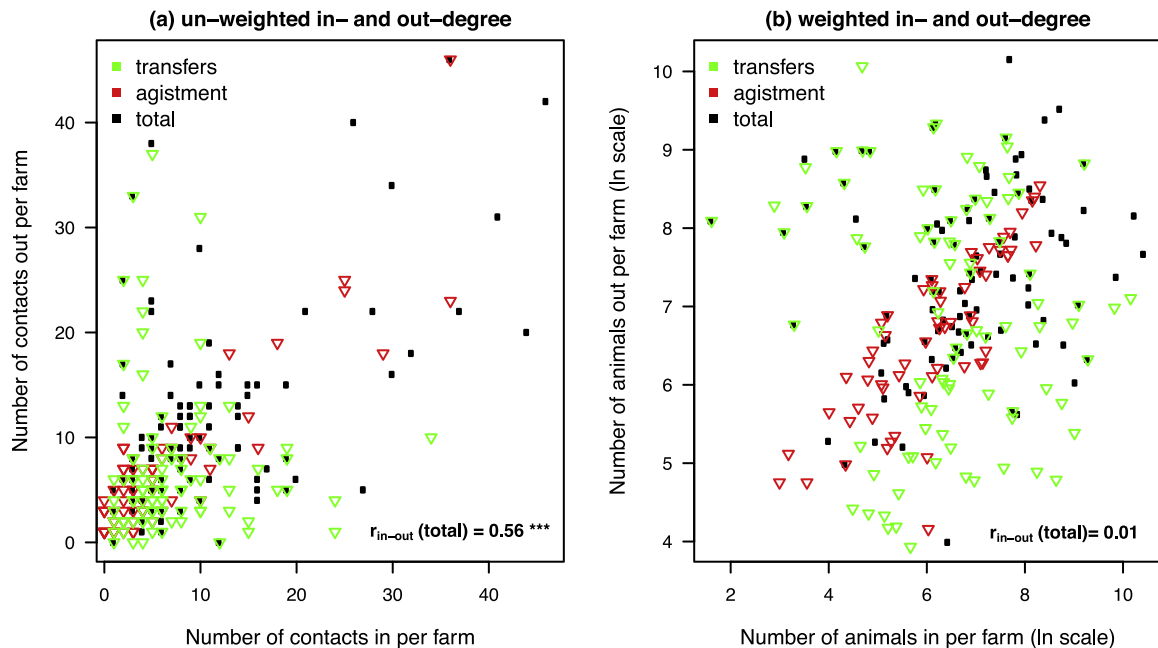 (a) un−weighted in− and out−degree
transfers
agistment
total
Number of contacts out per farm
0
10
20
30
40
0
10
20
30
40
Number of contacts in per farm
r in−out (total) = 0.56 ***
(b) weighted in− and out−degree
transfers
agistment
total
Number of animals out per farm (ln scale)
4
5
6
7
8
9
10
2
4
6
8
10
Number of animals in per farm (ln scale)
r in−out (total)= 0.01